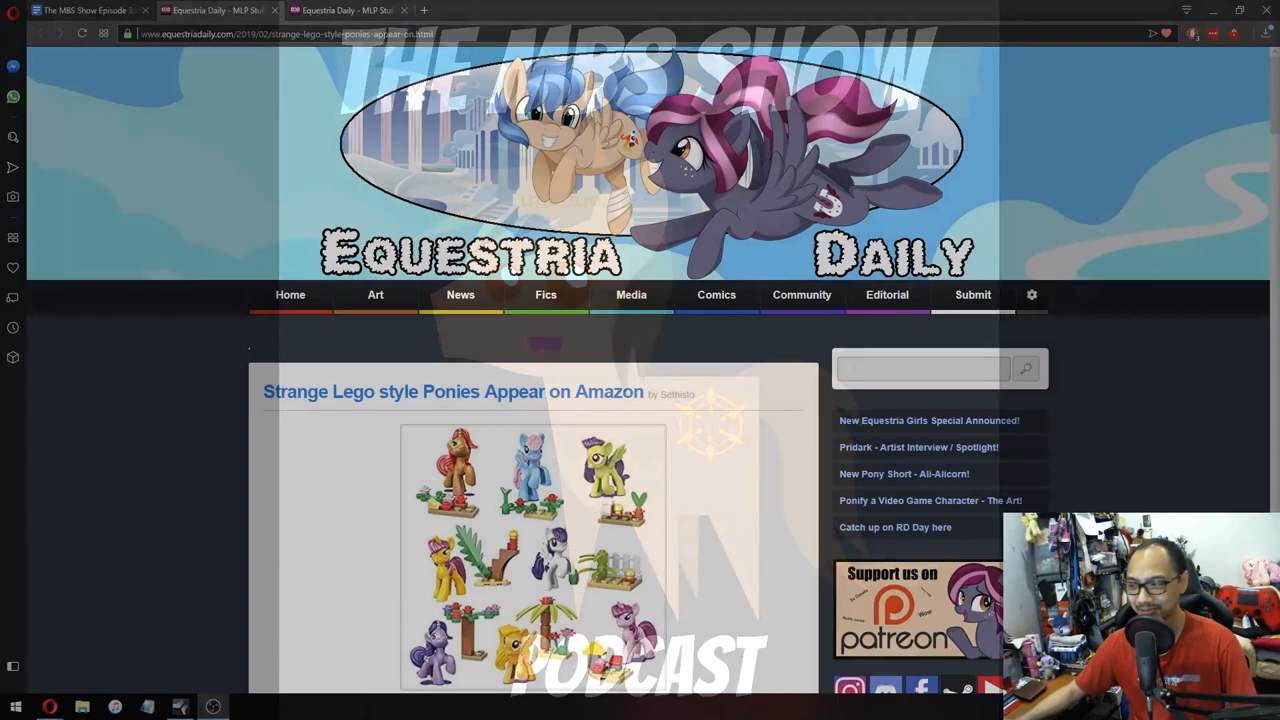 The MBS Show Episode 3
Equestria Daily - MLP Stuf
Equestria Daily - MLP Stuf
www.equestriadaily.com/2019/02/strange-lego-style-ponies-appear-on.html
THE MBS SHOW
EQUESTRIA DAILY
Home
Art
News
Fics
Media
Comics
Community
Editorial
Submit
Strange Lego style Ponies Appear on Amazon by Sethisto
New Equestria Girls Special Announced!
Pridark - Artist Interview / Spotlight!
New Pony Short - Ali-Alicorn!
Ponify a Video Game Character - The Art!
Catch up on RD Day here
Support us on
patreon
Wow
PODCAST